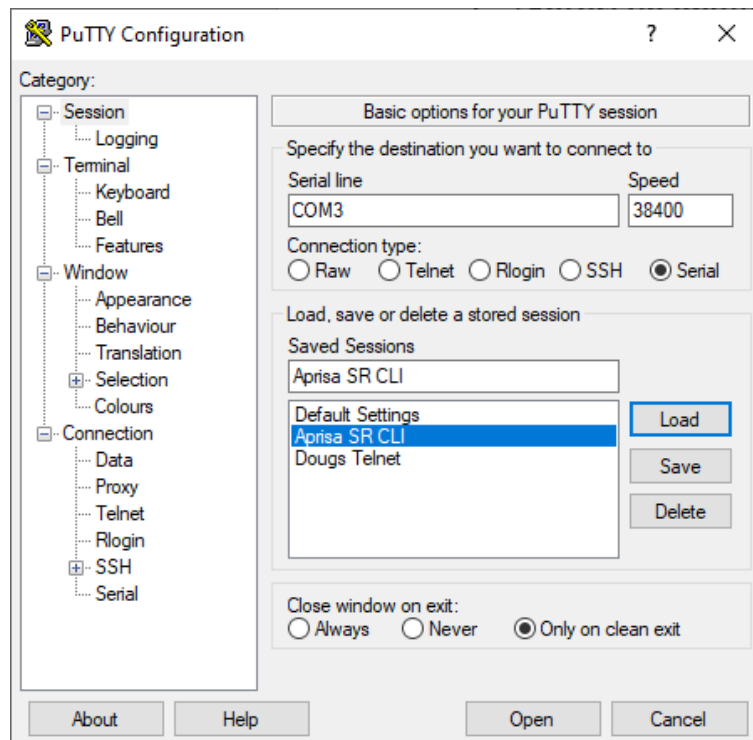 PuTTY Configuration
?
Category:
Session
Logging
Terminal
Keyboard
Bell
Features
Window
Appearance
Behaviour
Translation
Selection
Colours
Connection
Data
Proxy
Telnet
Rlogin
SSH
Serial
Basic options for your PuTTY session
Specify the destination you want to connect to
Serial line Speed
COM3 38400
Connection type:
Raw Telnet Rlogin SSH Serial
Load, save or delete a stored session
Saved Sessions
Aprisa SR CLI
Default Settings
Aprisa SR CLI
Dougs Telnet
Load
Save
Delete
Close window on exit:
Always Never Only on clean exit
About Help Open Cancel